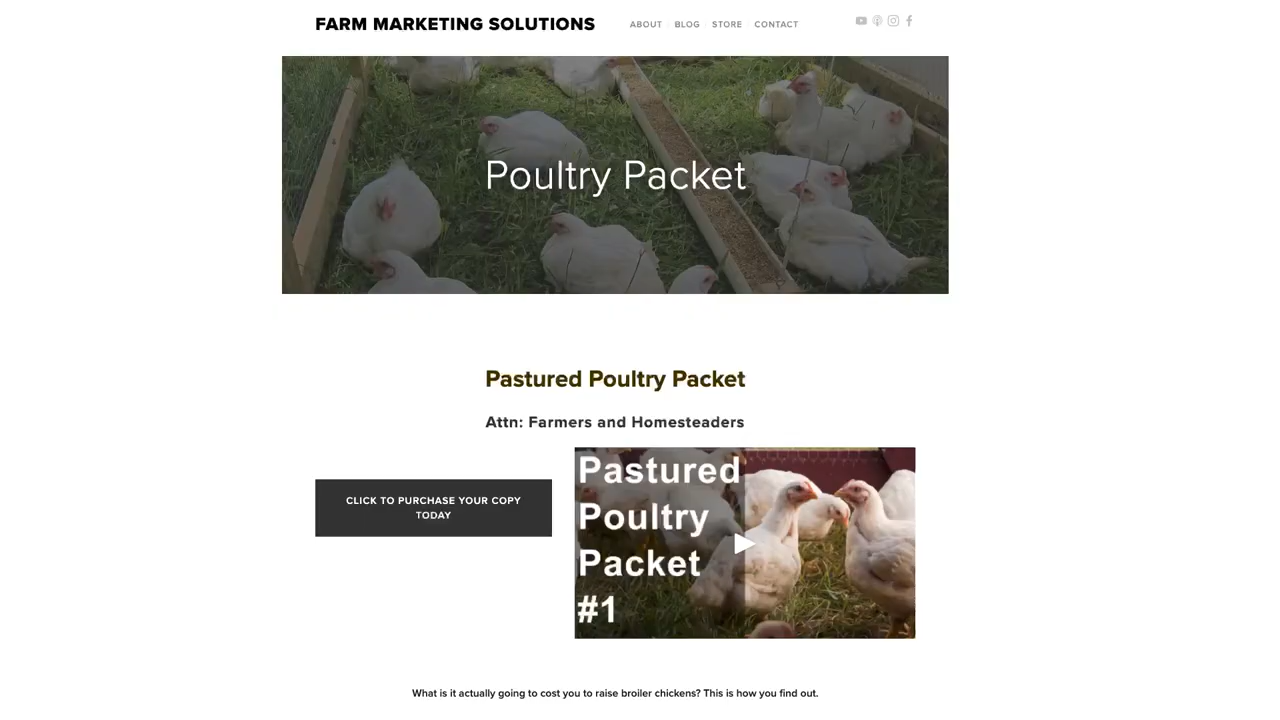 FARM MARKETING SOLUTIONS
ABOUT BLOG STORE CONTACT
Poultry Packet
Pastured Poultry Packet
Attn: Farmers and Homesteaders
CLICK TO PURCHASE YOUR COPY
TODAY
Pastured
Poultry
Packet
#1
What is it actually going to cost you to raise broiler chickens? This is how you find out.